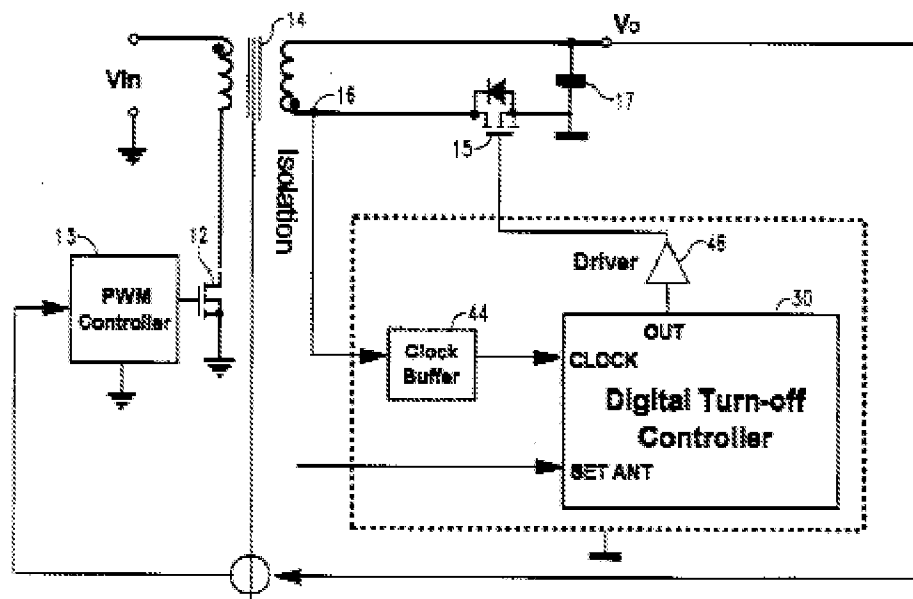 14
Vo
Vin
16
17
15
Isolation
13
12
Driver
46
PWM
Controller
44
30
OUT
Clock
Buffer
CLOCK
Digital Turn-off
Controller
SET ANT